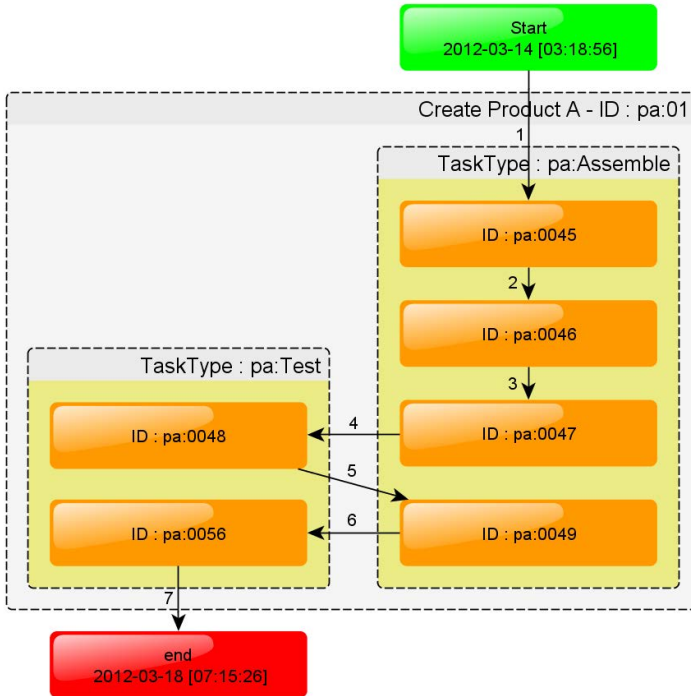 Start
2012-03-14 [03:18:56]
Create Product A - ID : pa:01
1
TaskType : pa:Assemble
ID : pa:0045
2
ID : pa:0046
3
TaskType : pa:Test
ID : pa:0048
4
ID : pa:0047
5
ID : pa:0056
6
ID : pa:0049
7
end
2012-03-18 [07:15:26]